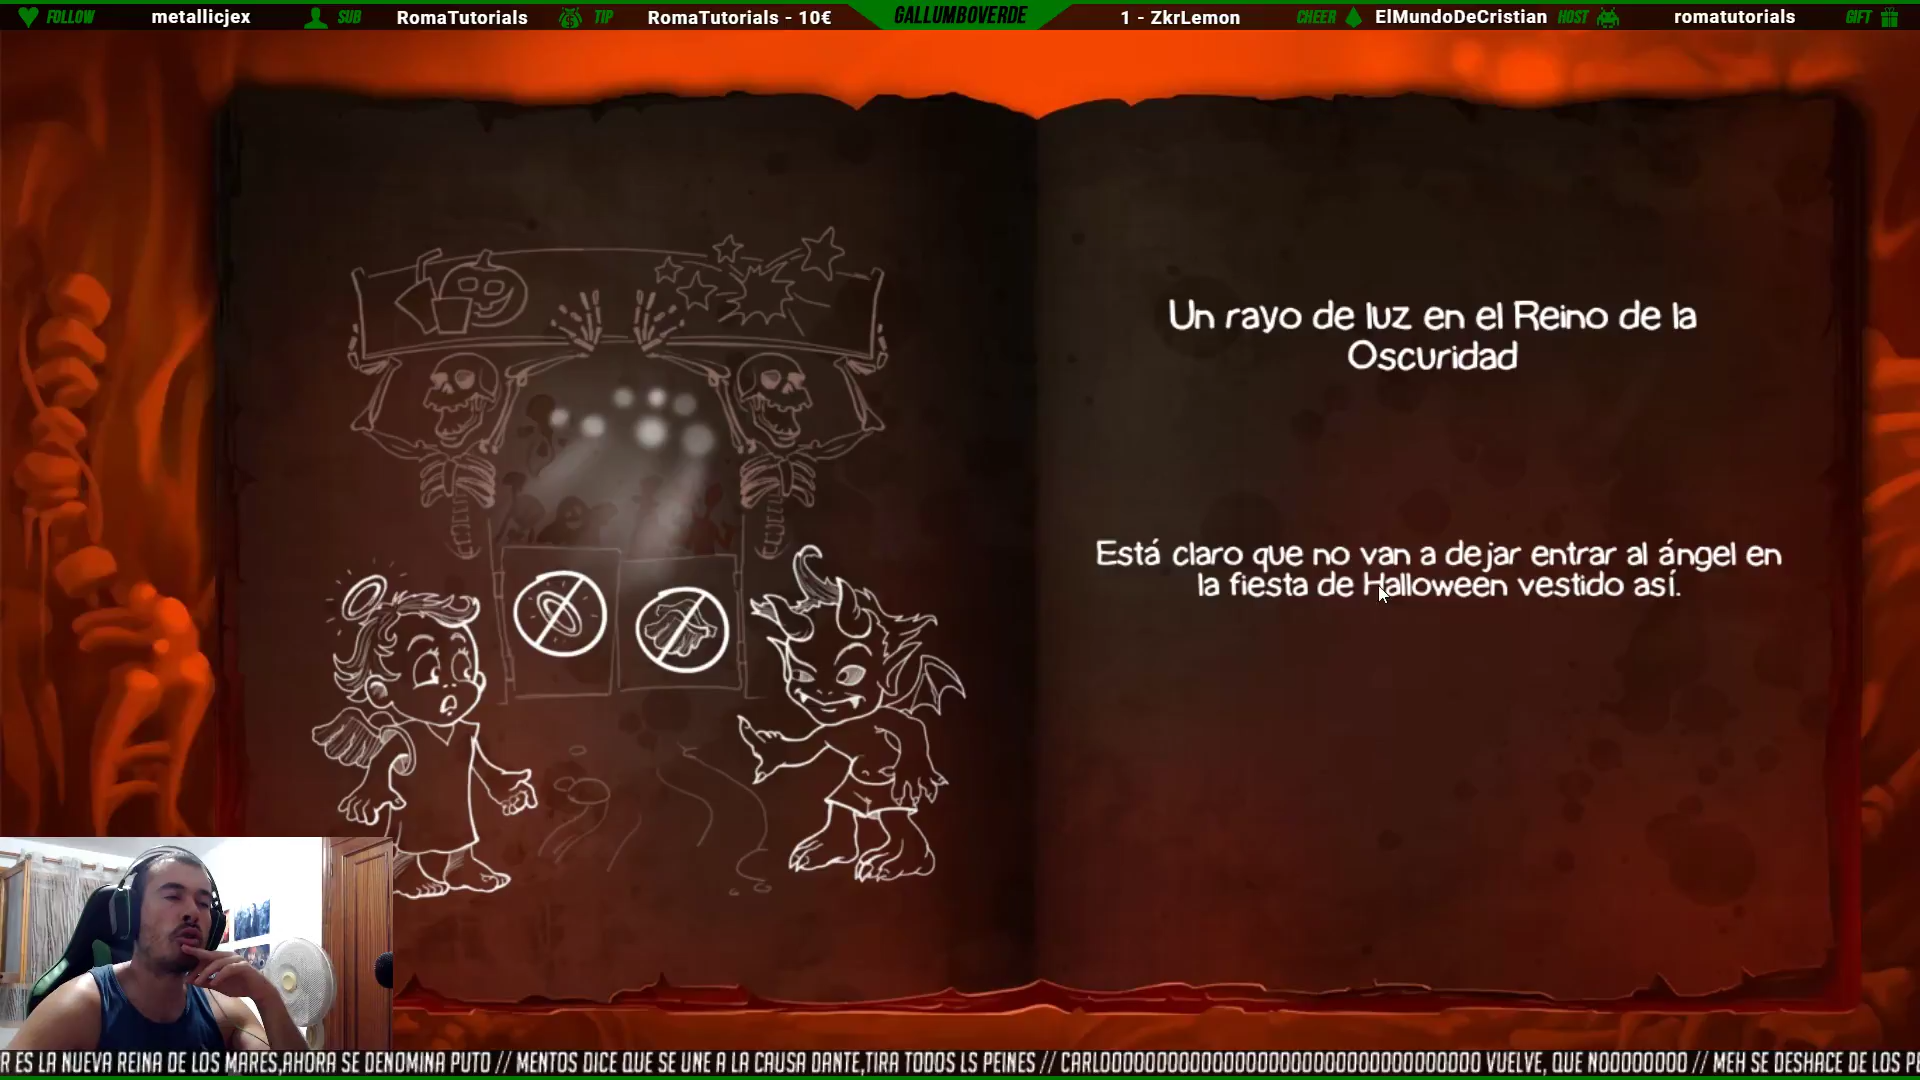 FOLLOW metallicjex SUB RomaTutorials TIP RomaTutorials - 10€ GALLUMBOVERDE 1 - ZkrLemon CHEER ElMundoDeCristian HOST romatutorials GIFT
Un rayo de luz en el Reino de la
Oscuridad
Está claro que no van a dejar entrar al ángel en
la fiesta de Halloween vestido así.
R ES LA NUEVA REINA DE LOS MARES,AHORA SE DENOMINA PUTO // MENTOS DICE QUE SE UNE A LA CAUSA DANTE,TIRA TODOS LS PEINES // CARLOOOOOOOOOOOOOOOOOOOOOOOOOOOOOOOOOOOOO VUELVE, QUE NOOOOOOOO // MEH SE DESHACE DE LOS PE